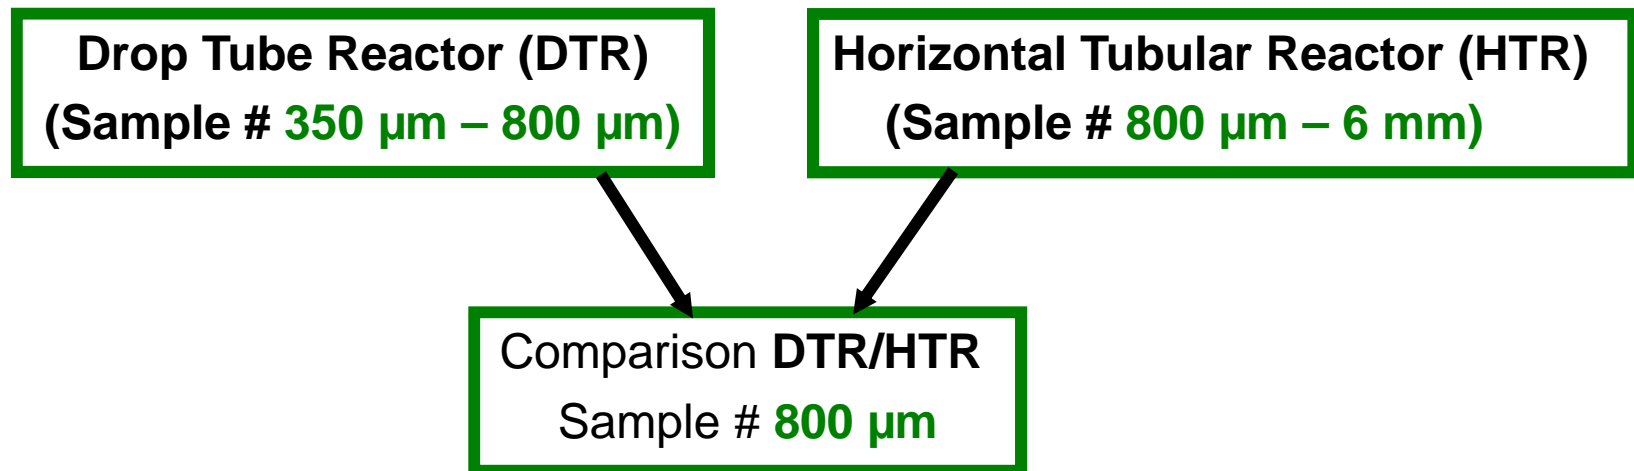 Drop Tube Reactor (DTR)
(Sample # 350 µm – 800 µm)
Horizontal Tubular Reactor (HTR)
(Sample # 800 µm – 6 mm)
Comparison DTR/HTR
Sample # 800 µm